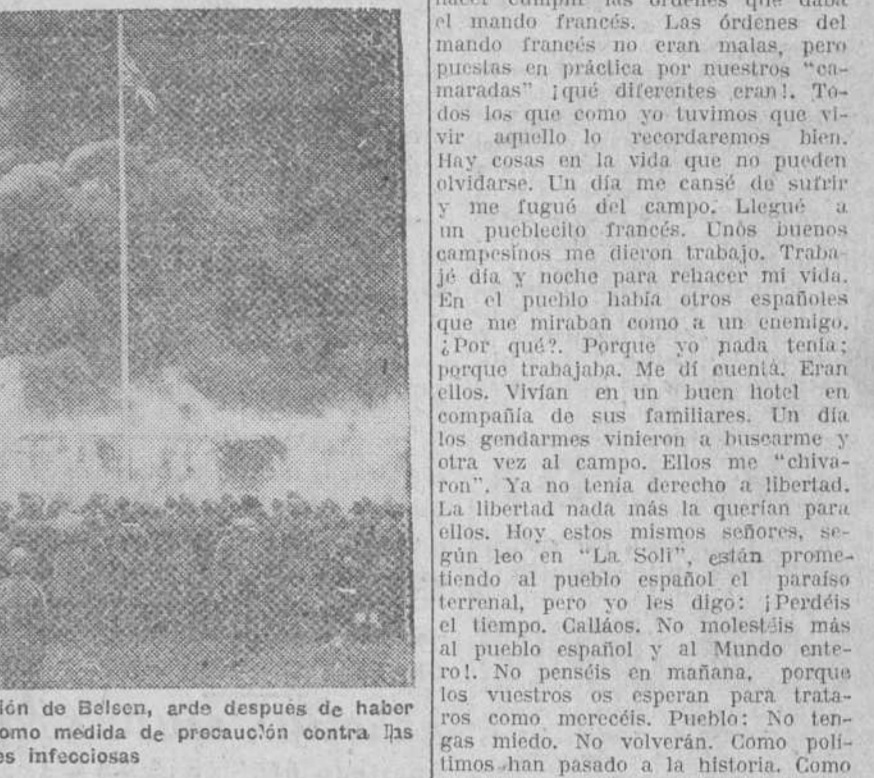 hacer cumplir las órdenes que daba
el mando francés. Las órdenes del
mando francés no eran malas, pero
puestas en práctica por nuestros "ca-
maradas" ¡qué diferentes eran!. To-
dos los que como yo tuvimos que vi-
vir aquello lo recordaremos bien.
Hay cosas en la vida que no pueden
olvidarse. Un día me cansé de sufrir
y me fugué del campo. Llegué a
un pueblecito francés. Unos buenos
campesinos me dieron trabajo. Traba-
jé día y noche para rehacer mi vida.
En el pueblo había otros españoles
que me miraban como a un enemigo.
¿Por qué?. Porque yo nada tenía;
porque trabajaba. Me dí cuentá. Eran
ellos. Vivían en un buen hotel en
compañía de sus familiares. Un día
los gendarmes vinieron a buscarme y
otra vez al campo. Ellos me "chiva-
ron". Ya no tenía derecho a libertad.
La libertad nada más la querían para
ellos. Hoy estos mismos señores, se-
gún leo en "La Soli", están prome-
tiendo al pueblo español el paraíso
terrenal, pero yo les digo: ¡Perdéis
el tiempo. Calláos. No molestéis más
al pueblo español y al Mundo ente-
ro!. No penséis en mañana, porque
los vuestros os esperan para trata-
ros como merecéis. Pueblo: No ten-
gas miedo. No volverán. Como polí-
timos han pasado a la historia. Como
ión de Belsen, arde después de haber
omo medida de precaución contra las
es infecciosas